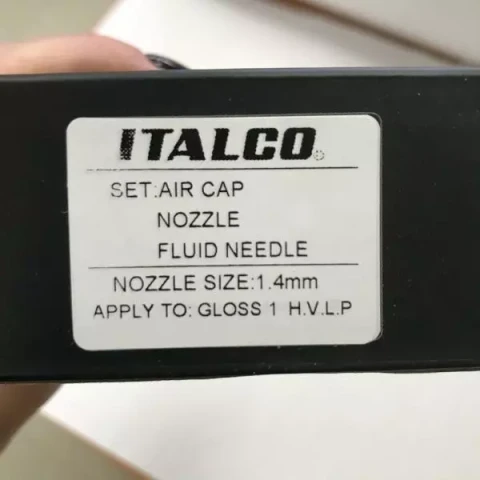 ITALCO®
SET:AIR CAP
NOZZLE
FLUID NEEDLE
NOZZLE SIZE:1.4mm
APPLY TO: GLOSS 1 H.V.L.P